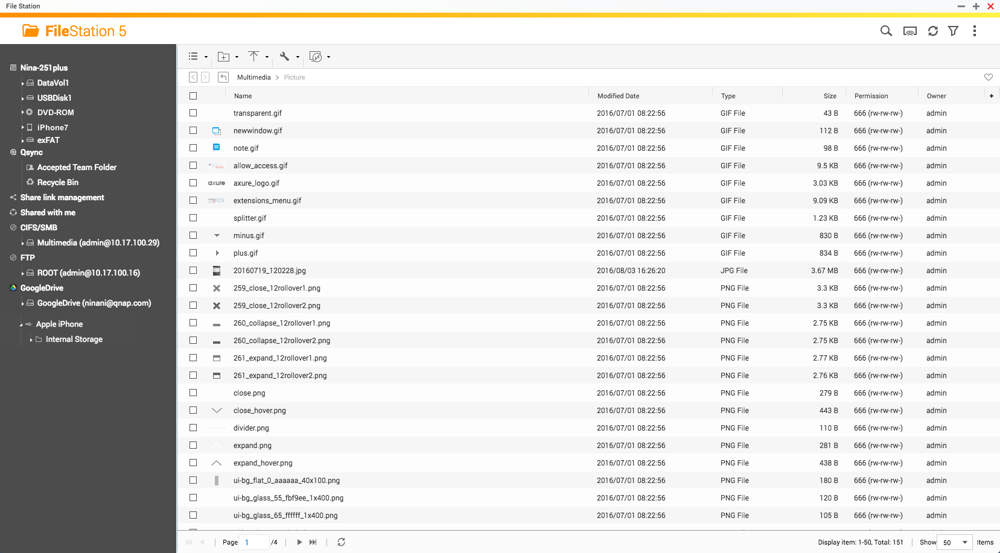 File Station
FileStation 5
Nina-251plus
DataVol1
USBDisk1
DVD-ROM
iPhone7
exFAT
Qsync
Accepted Team Folder
Recycle Bin
Share link management
Shared with me
CIFS/SMB
Multimedia (admin@10.17.100.29)
FTP
ROOT (admin@10.17.100.16)
GoogleDrive
GoogleDrive (ninani@qnap.com)
Apple iPhone
Internal Storage
Multimedia > Picture
Name Modified Date Type Size Permission Owner +
transparent.gif 2016/07/01 08:22:56 GIF File 43 B 666 (rw-rw-rw-) admin
newwindow.gif 2016/07/01 08:22:56 GIF File 112 B 666 (rw-rw-rw-) admin
note.gif 2016/07/01 08:22:56 GIF File 98 B 666 (rw-rw-rw-) admin
allow_access.gif 2016/07/01 08:22:56 GIF File 9.5 KB 666 (rw-rw-rw-) admin
axure axure_logo.gif 2016/07/01 08:22:56 GIF File 3.03 KB 666 (rw-rw-rw-) admin
extensions_menu.gif 2016/07/01 08:22:56 GIF File 9.09 KB 666 (rw-rw-rw-) admin
splitter.gif 2016/07/01 08:22:56 GIF File 1.23 KB 666 (rw-rw-rw-) admin
minus.gif 2016/07/01 08:22:56 GIF File 830 B 666 (rw-rw-rw-) admin
plus.gif 2016/07/01 08:22:56 GIF File 834 B 666 (rw-rw-rw-) admin
20160719_120228.jpg 2016/08/03 16:26:20 JPG File 3.67 MB 666 (rw-rw-rw-) admin
259_close_12rollover1.png 2016/07/01 08:22:56 PNG File 3.3 KB 666 (rw-rw-rw-) admin
259_close_12rollover2.png 2016/07/01 08:22:56 PNG File 3.3 KB 666 (rw-rw-rw-) admin
260_collapse_12rollover1.png 2016/07/01 08:22:56 PNG File 2.75 KB 666 (rw-rw-rw-) admin
260_collapse_12rollover2.png 2016/07/01 08:22:56 PNG File 2.75 KB 666 (rw-rw-rw-) admin
261_expand_12rollover1.png 2016/07/01 08:22:56 PNG File 2.77 KB 666 (rw-rw-rw-) admin
261_expand_12rollover2.png 2016/07/01 08:22:56 PNG File 2.76 KB 666 (rw-rw-rw-) admin
close.png 2016/07/01 08:22:56 PNG File 279 B 666 (rw-rw-rw-) admin
close_hover.png 2016/07/01 08:22:56 PNG File 443 B 666 (rw-rw-rw-) admin
divider.png 2016/07/01 08:22:56 PNG File 110 B 666 (rw-rw-rw-) admin
expand.png 2016/07/01 08:22:56 PNG File 281 B 666 (rw-rw-rw-) admin
expand_hover.png 2016/07/01 08:22:56 PNG File 438 B 666 (rw-rw-rw-) admin
ui-bg_flat_0_aaaaaa_40x100.png 2016/07/01 08:22:56 PNG File 180 B 666 (rw-rw-rw-) admin
ui-bg_glass_55_fbf9ee_1x400.png 2016/07/01 08:22:56 PNG File 120 B 666 (rw-rw-rw-) admin
ui-bg_glass_65_ffffff_1x400.png 2016/07/01 08:22:56 PNG File 105 B 666 (rw-rw-rw-) admin
Page 1 /4 Display item: 1-50, Total: 151 Show 50 Items